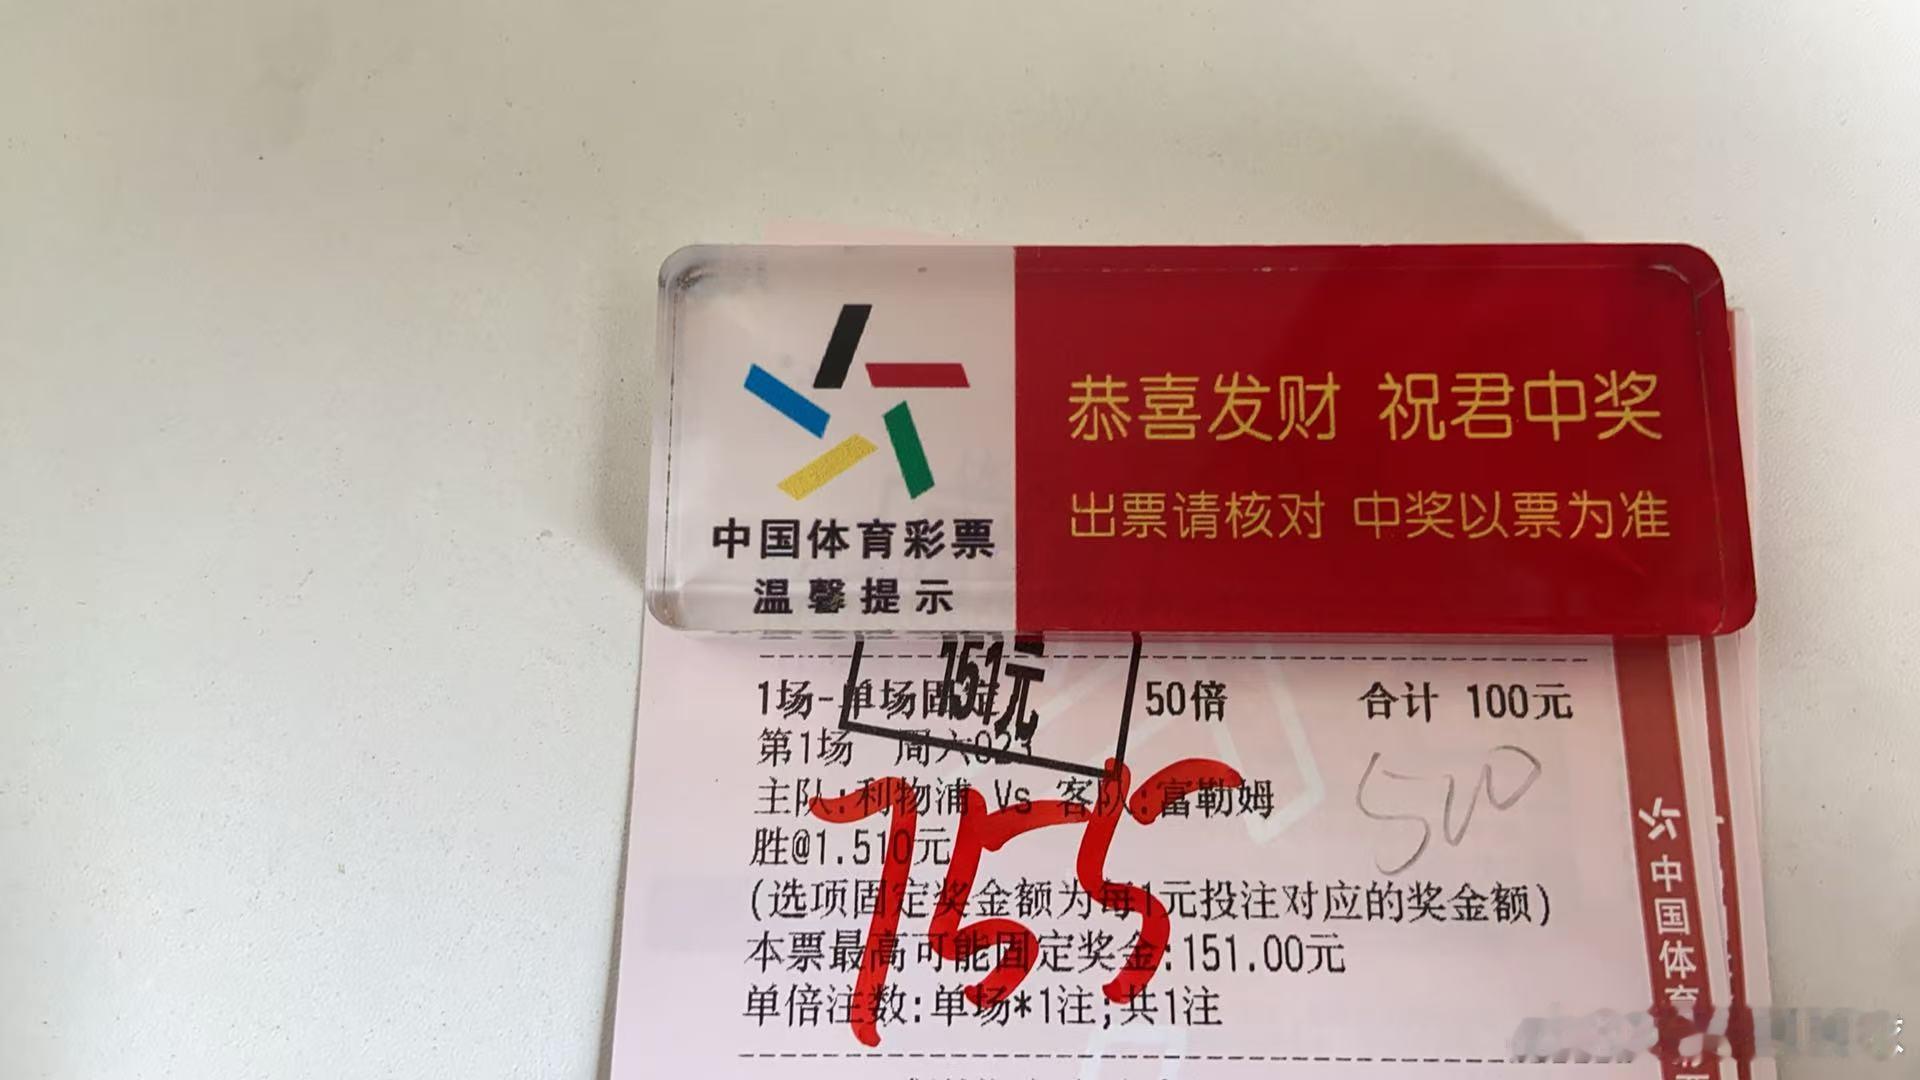 恭喜发财 祝君中奖
出票请核对 中奖以票为准
中国体育彩票
温馨提示
151元
1场-单场固定 50倍 合计 100元
第1场 周六023
主队:利物浦 Vs 客队:富勒姆
胜@1.510元
500
755
(选项固定奖金额为每1元投注对应的奖金额)
本票最高可能固定奖金:151.00元
单倍注数:单场*1注;共1注
中国体育